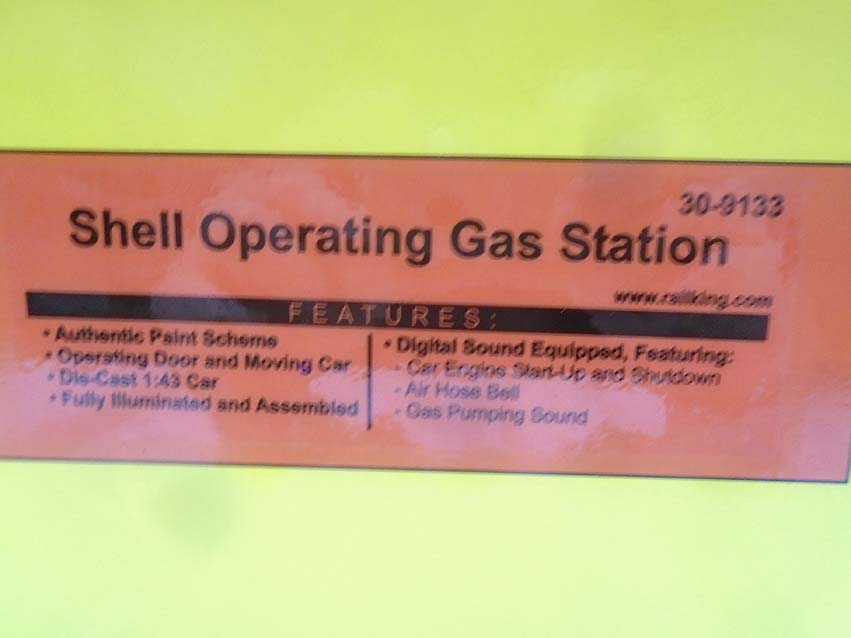 30-9133
Shell Operating Gas Station
www.railking.com
FEATURES:
• Authentic Paint Scheme
• Operating Door and Moving Car
• Die-Cast 1:43 Car
• Fully Illuminated and Assembled
• Digital Sound Equipped, Featuring:
- Car Engine Start-Up and Shutdown
- Air Hose Bell
- Gas Pumping Sound